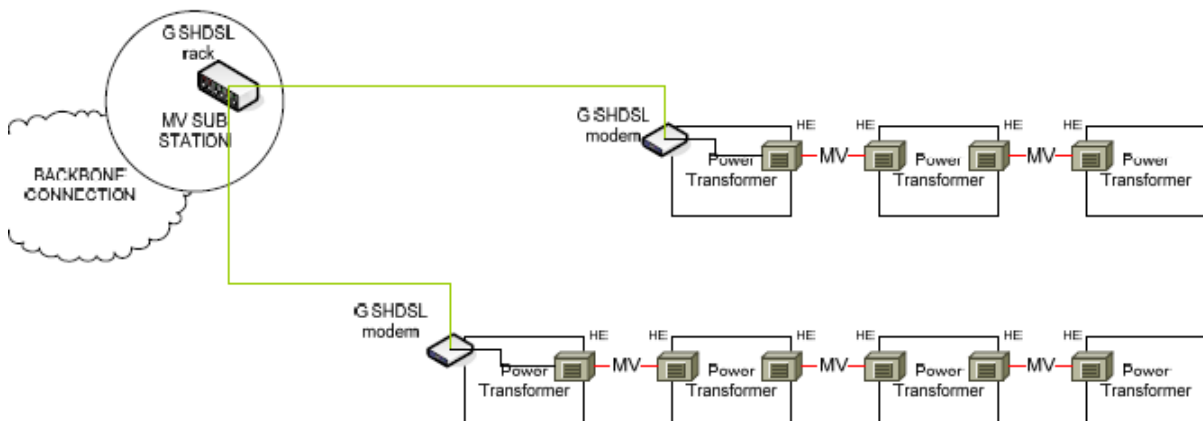 G SHDSL
rack
MV SUB
STATION
BACKBONE
CONNECTION
G SHDSL
modem
HE
HE
HE
HE
Power
Transformer
MV
Power
Transformer
MV
Power
Transformer
G SHDSL
modem
HE
HE
HE
HE
HE
HE
Power
Transformer
MV
Power
Transformer
MV
Power
Transformer
MV
Power
Transformer